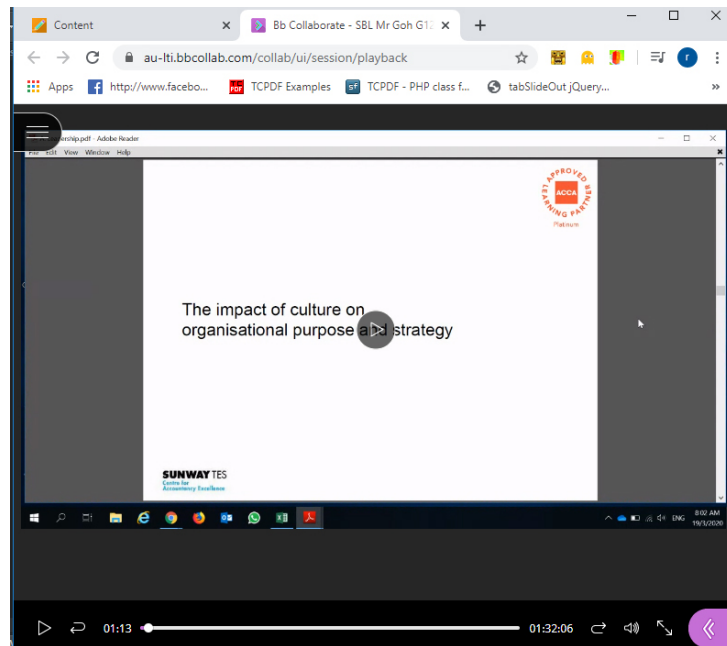 Content
Bb Collaborate - SBL Mr Goh G1
au-lti.bbcollab.com/collab/ui/session/playback
r
Apps
http://www.facebo...
TCPDF Examples
TCPDF - PHP class f...
tabSlideOut jQuery...
ership.pdf - Adobe Reader
File Edit View Window Help
APPROVED
ACCA
LEARNING PARTNER
Platinum
The impact of culture on
organisational purpose and strategy
SUNWAY TES
Centre for
Accountancy Excellence
ENG
8:02 AM
19/3/2020
01:13
01:32:06